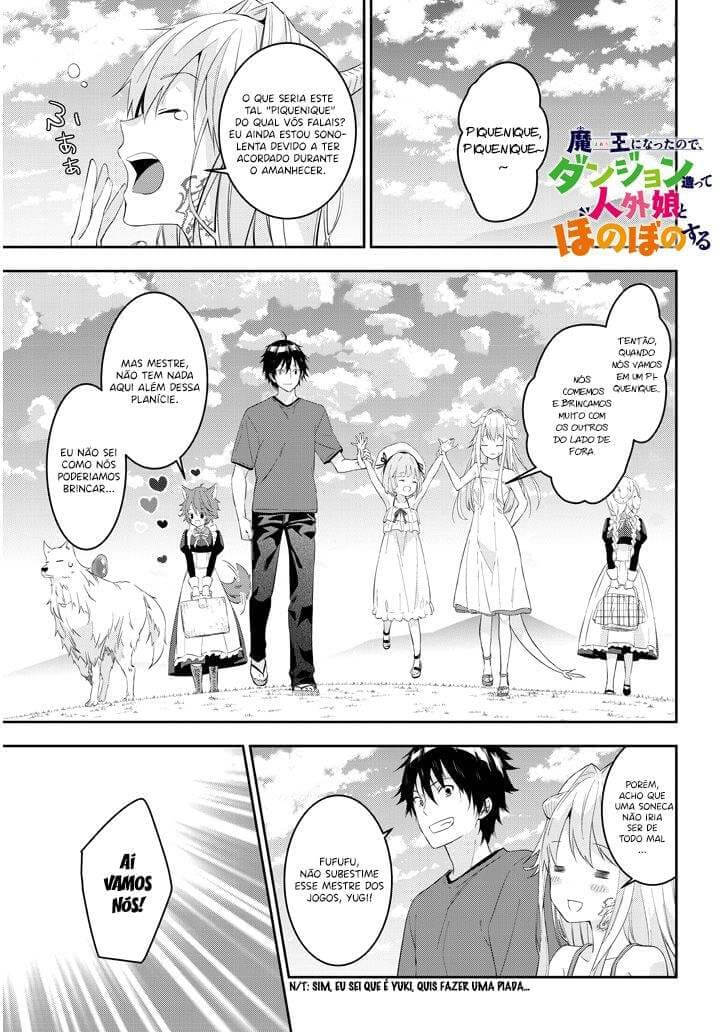 PIQUENIQUE,
PIQUENIQUE~
~
魔王になったので、
ダンジョン造って
人外娘と
ほのぼのする
O QUE SERIA ESTE
TAL "PIQUENIQUE"
DO QUAL VÓS FALAIS?
EU AINDA ESTOU SONO-
LENTA DEVIDO A TER
ACORDADO DURANTE
O AMANHECER.
ふぁぁ
TENTÃO,
QUANDO
NÓS VAMOS
EM UM PI-
QUENIQUE.
NÓS
COMEMOS
E BRINCAMOS
MUITO COM
OS OUTROS
DO LADO DE
FORA.
MAS MESTRE,
NÃO TEM NADA
AQUI ALÉM DESSA
PLANÍCIE.
EU NÃO SEI
COMO NÓS
PODERIAMOS
BRINCAR...
PORÉM,
ACHO QUE
UMA SONECA
NÃO IRIA
SER DE
TODO MAL
FUFUFU,
NÃO SUBESTIME
ESSE MESTRE DOS
JOGOS, YUGI!!
AÍ
VAMOS
NÓS!
N/T: SIM, EU SEI QUE É YUKI, QUIS FAZER UMA PIADA...